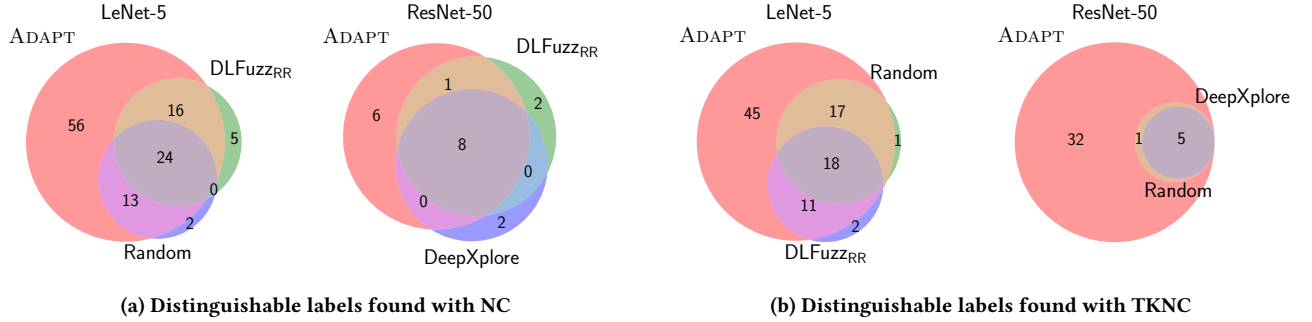 LeNet-5
ADAPT
DLFuzzRR
56
16
5
24
13
0
2
Random
ResNet-50
ADAPT
DLFuzzRR
1
2
6
8
0
0
2
DeepXplore
(a) Distinguishable labels found with NC
LeNet-5
ADAPT
Random
45
17
1
18
11
2
DLFuzzRR
ResNet-50
ADAPT
DeepXplore
32
1
5
Random
(b) Distinguishable labels found with TKNC